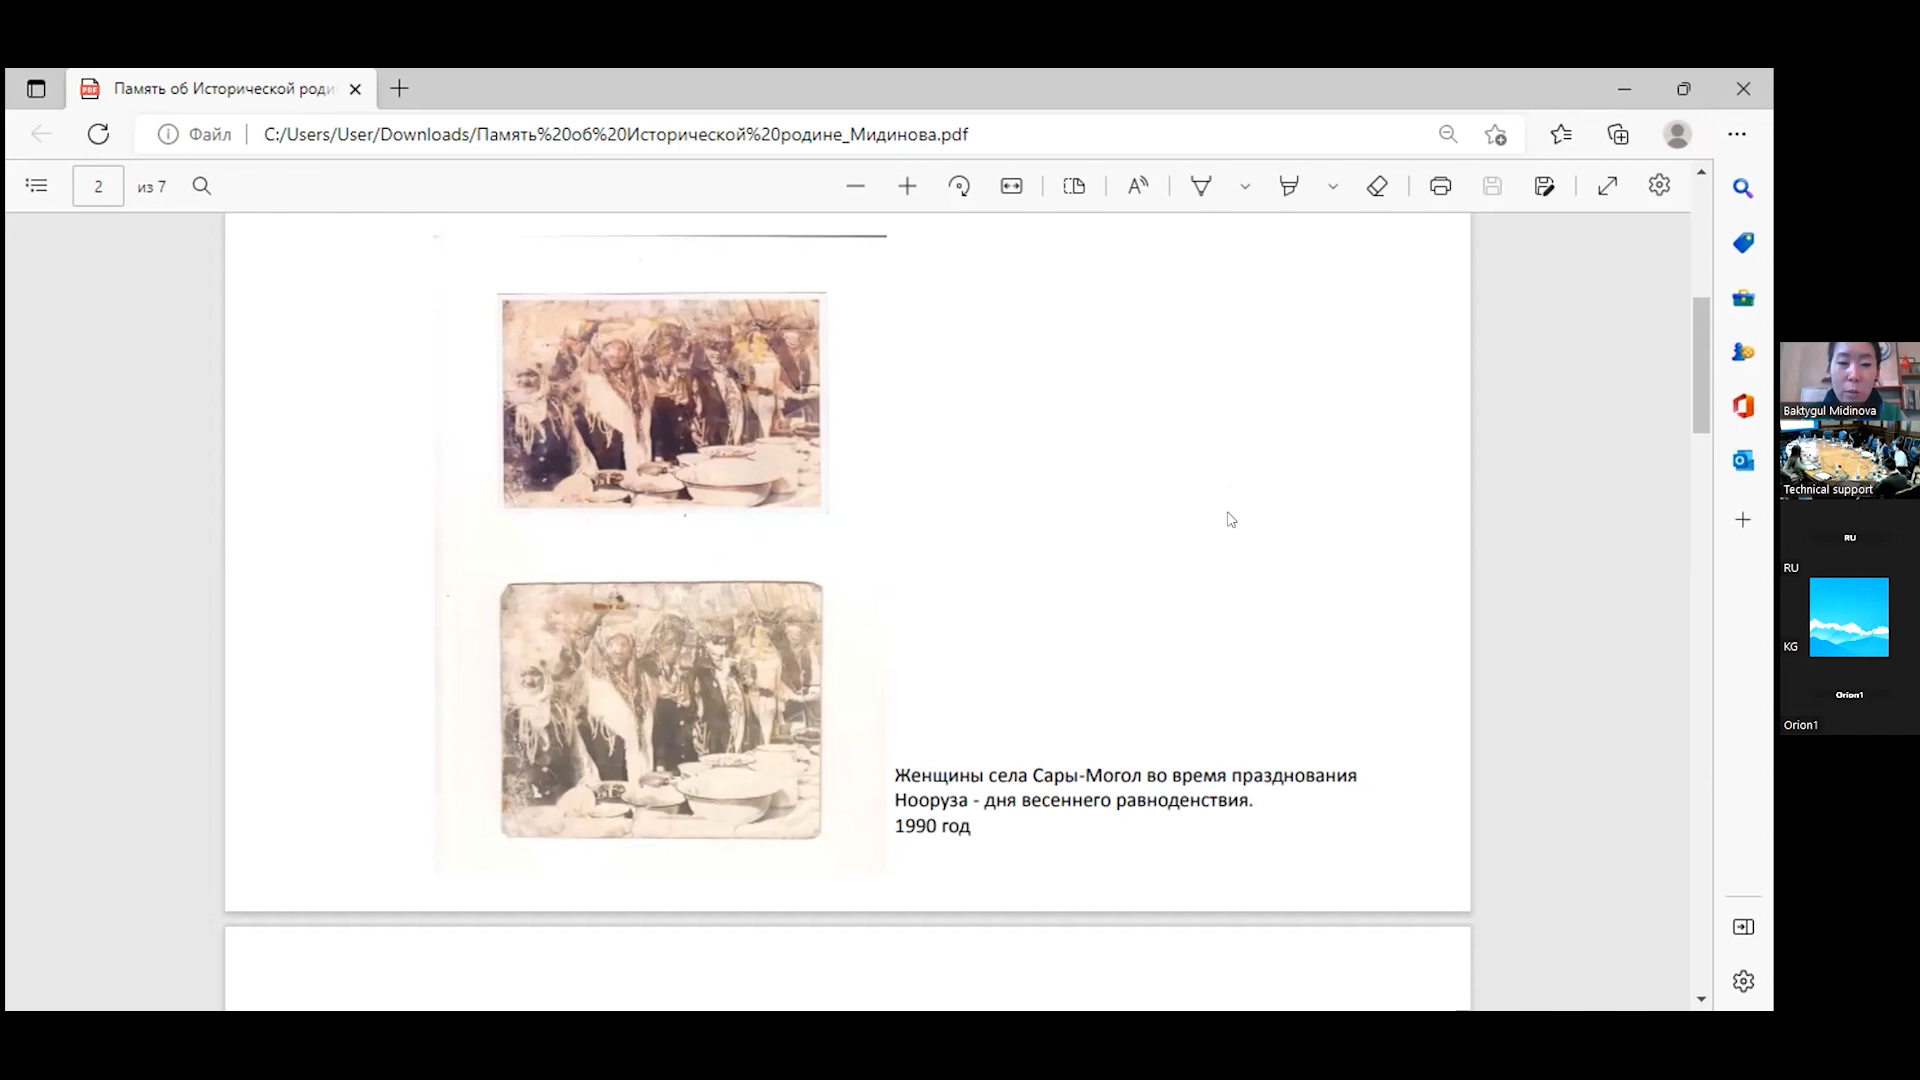 Память об Исторической роди
Файл
C:/Users/User/Downloads/Память%20об%20Исторической%20родине_Мидинова.pdf
2
из 7
Женщины села Сары-Могол во время празднования
Нооруза - дня весеннего равноденствия.
1990 год
Baktygul Midinova
Technical support
RU
RU
KG
Orion1
Orion1